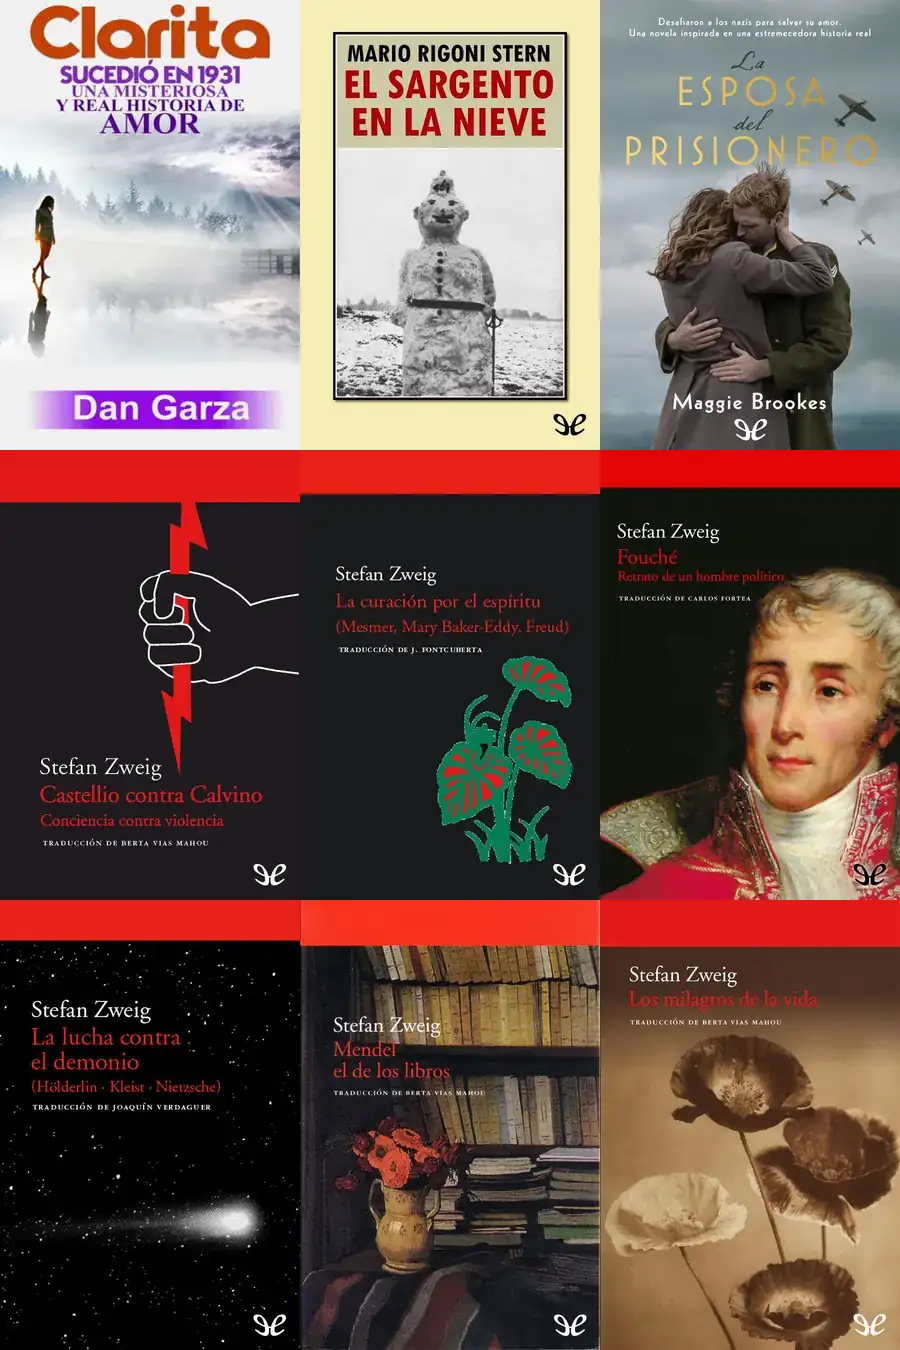 Clarita
SUCEDIÓ EN 1931
UNA MISTERIOSA
Y REAL HISTORIA DE
AMOR
Dan Garza
MARIO RIGONI STERN
EL SARGENTO
EN LA NIEVE
Desafiaron a los nazis para salvar su amor.
Una novela inspirada en una estremecedora historia real
La
ESPOSA
del
PRISIONERO
Maggie Brookes
Stefan Zweig
Castellio contra Calvino
Conciencia contra violencia
TRADUCCIÓN DE BERTA VIAS MAHOU
Stefan Zweig
La curación por el espíritu
(Mesmer, Mary Baker-Eddy, Freud)
TRADUCCIÓN DE J. FONTCUBERTA
Stefan Zweig
Fouché
Retrato de un hombre político
TRADUCCIÓN DE CARLOS FORTEA
Stefan Zweig
La lucha contra
el demonio
(Hölderlin · Kleist · Nietzsche)
TRADUCCIÓN DE JOAQUÍN VERDAGUER
Stefan Zweig
Mendel
el de los libros
TRADUCCIÓN DE BERTA VIAS MAHOU
Stefan Zweig
Los milagros de la vida
TRADUCCIÓN DE BERTA VIAS MAHOU